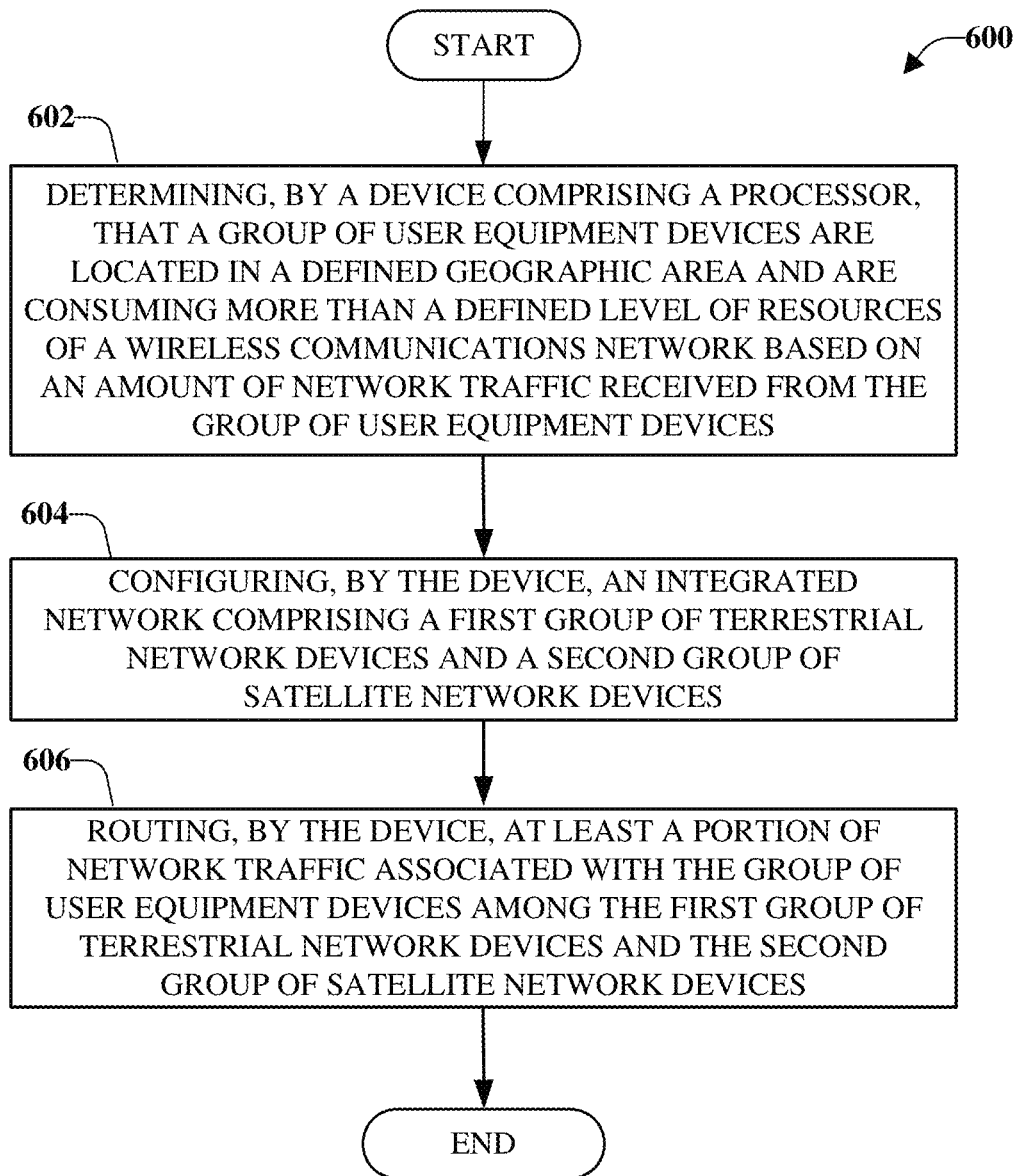 START
600
602
DETERMINING, BY A DEVICE COMPRISING A PROCESSOR,
THAT A GROUP OF USER EQUIPMENT DEVICES ARE
LOCATED IN A DEFINED GEOGRAPHIC AREA AND ARE
CONSUMING MORE THAN A DEFINED LEVEL OF RESOURCES
OF A WIRELESS COMMUNICATIONS NETWORK BASED ON
AN AMOUNT OF NETWORK TRAFFIC RECEIVED FROM THE
GROUP OF USER EQUIPMENT DEVICES
604
CONFIGURING, BY THE DEVICE, AN INTEGRATED
NETWORK COMPRISING A FIRST GROUP OF TERRESTRIAL
NETWORK DEVICES AND A SECOND GROUP OF
SATELLITE NETWORK DEVICES
606
ROUTING, BY THE DEVICE, AT LEAST A PORTION OF
NETWORK TRAFFIC ASSOCIATED WITH THE GROUP OF
USER EQUIPMENT DEVICES AMONG THE FIRST GROUP OF
TERRESTRIAL NETWORK DEVICES AND THE SECOND
GROUP OF SATELLITE NETWORK DEVICES
END